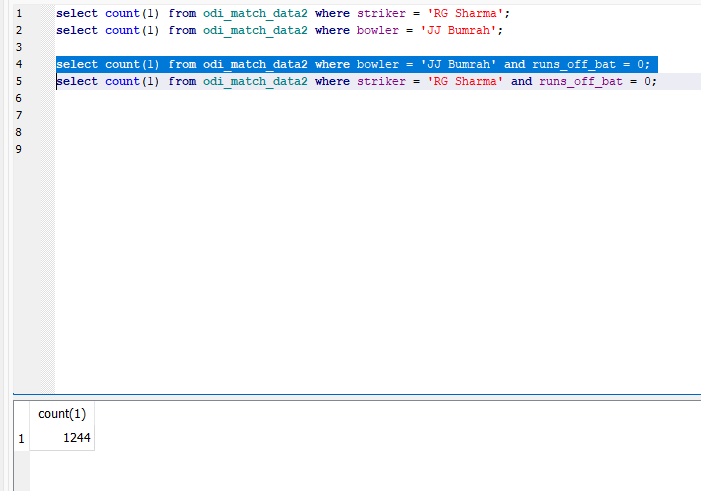 1 select count(1) from odi_match_data2 where striker = 'RG Sharma';
2 select count(1) from odi_match_data2 where bowler = 'JJ Bumrah';
3
4 select count(1) from odi_match_data2 where bowler = 'JJ Bumrah' and runs_off_bat = 0;
5 select count(1) from odi_match_data2 where striker = 'RG Sharma' and runs_off_bat = 0;
6
7
8
9
count(1)
1 1244